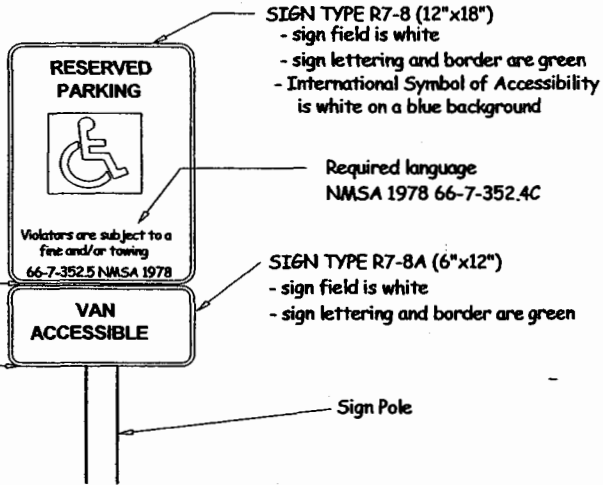 SIGN TYPE R7-8 (12"x18")
- sign field is white
- sign lettering and border are green
- International Symbol of Accessibility
is white on a blue background
RESERVED
PARKING
Required language
NMSA 1978 66-7-352.4C
Violators are subject to a
fine and/or towing
66-7-352.5 NMSA 1978
SIGN TYPE R7-8A (6"x12")
- sign field is white
- sign lettering and border are green
VAN
ACCESSIBLE
Sign Pole